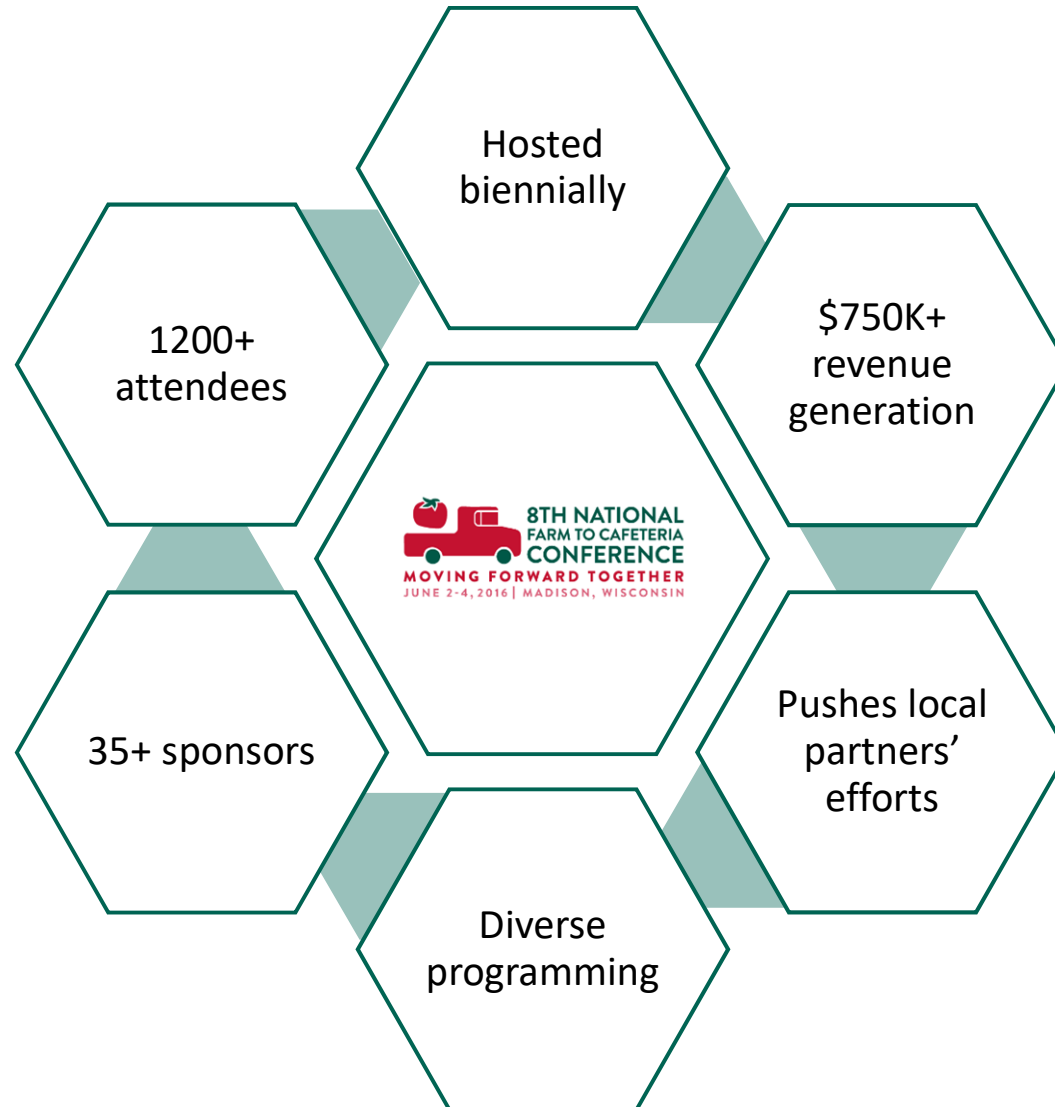 Hosted
biennially
$750K+
revenue
generation
Pushes local
partners’
efforts
Diverse
programming
35+ sponsors
1200+
attendees
8TH NATIONAL
FARM TO CAFETERIA
CONFERENCE
MOVING FORWARD TOGETHER
JUNE 2-4, 2016 | MADISON, WISCONSIN